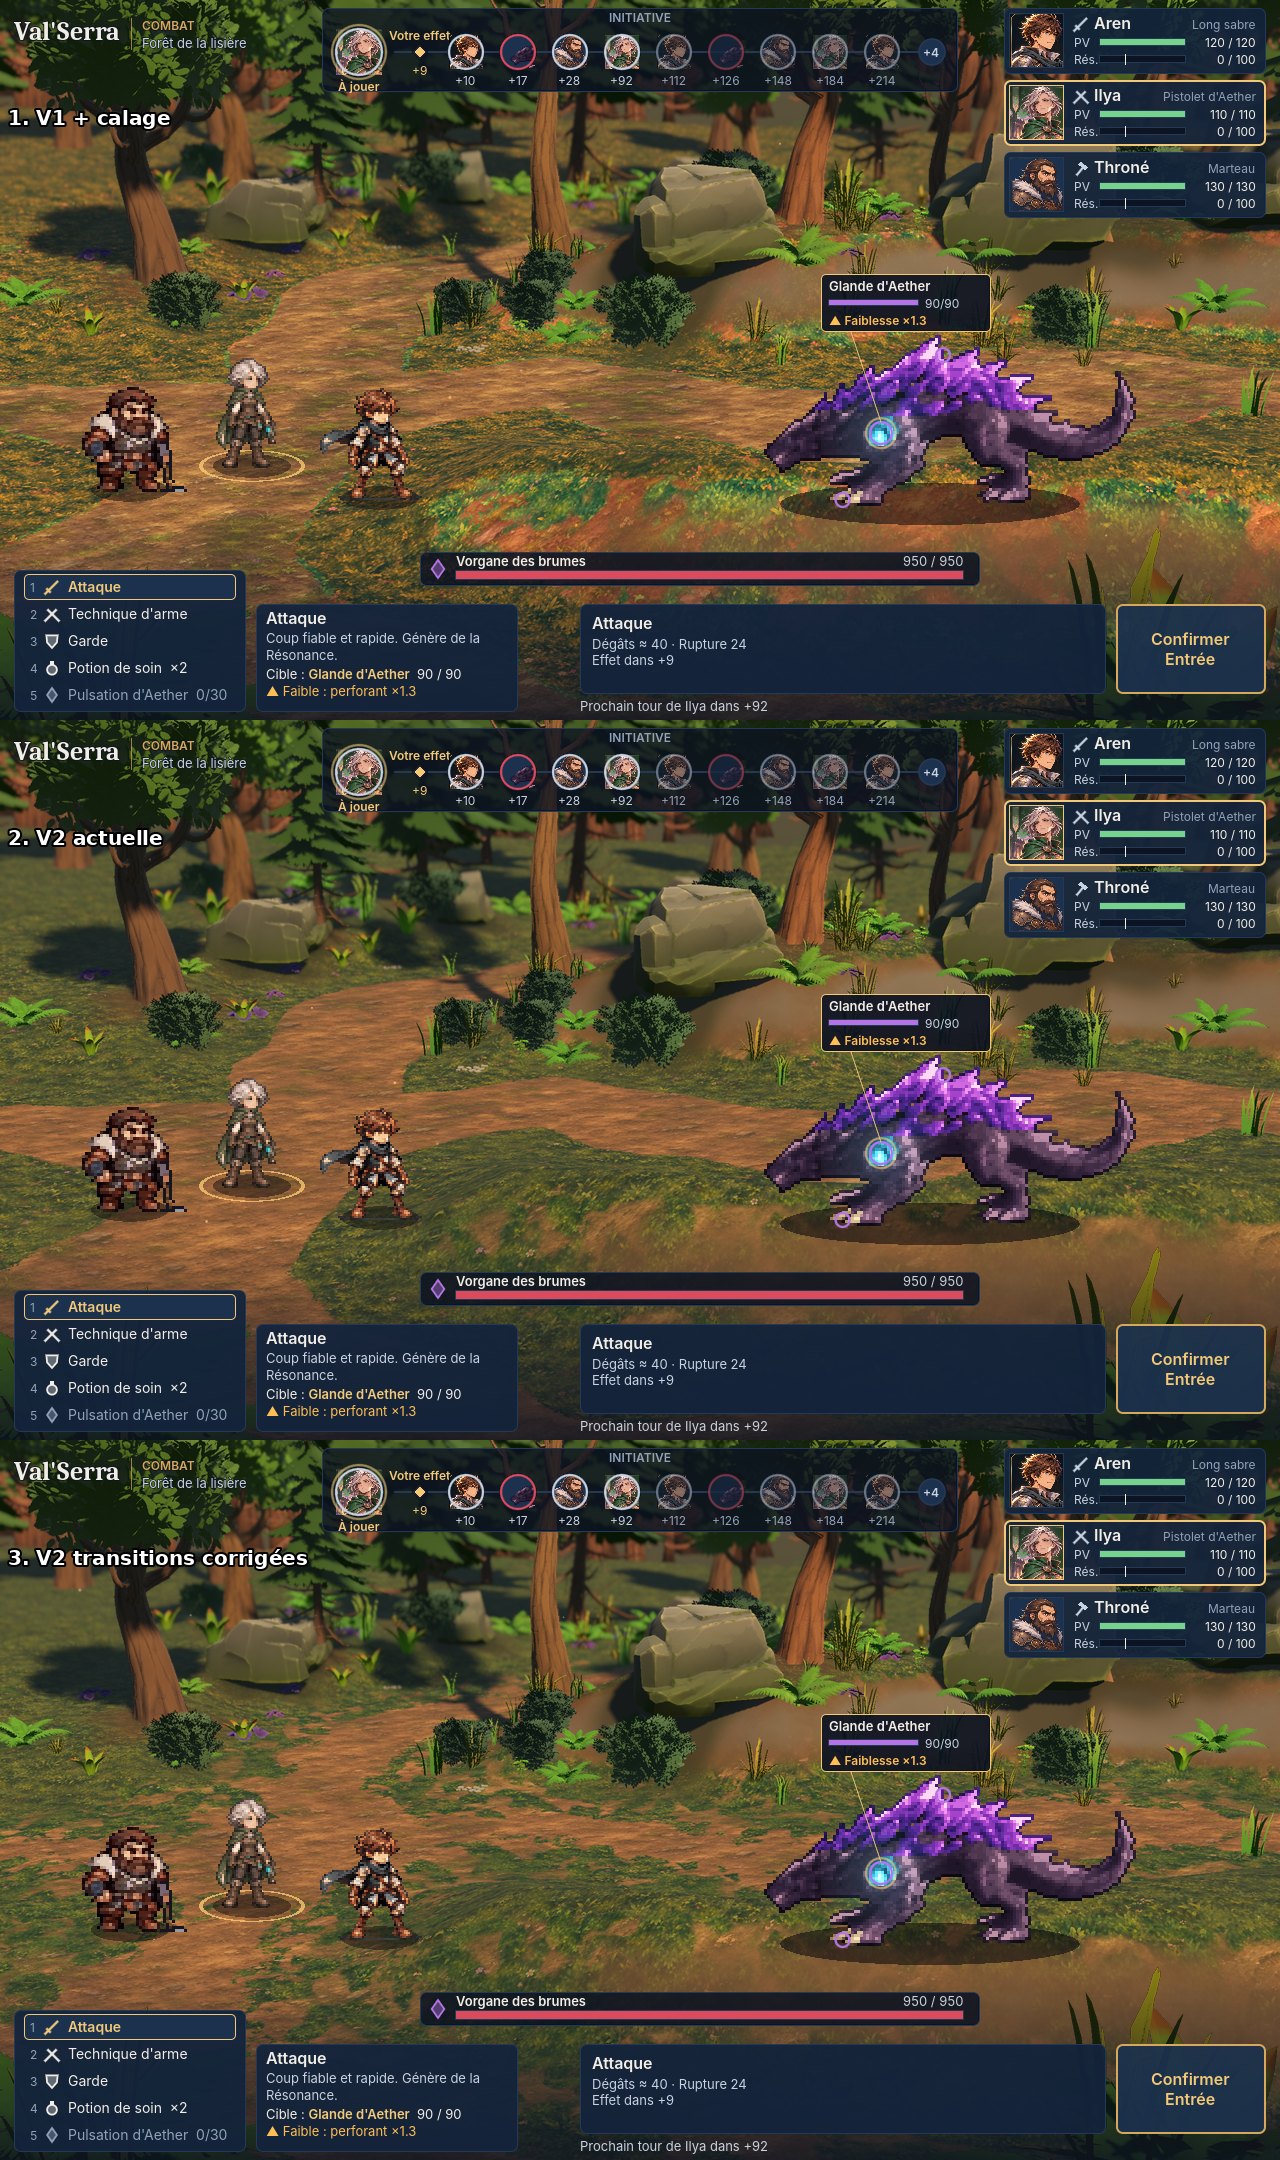 Val'Serra
COMBAT
Forêt de la lisière
INITIATIVE
Votre effet
+9
À jouer
+10 +17 +28 +92 +112 +126 +148 +184 +214 +4
Aren Long sabre
PV 120 / 120
Rés. 0 / 100
Ilya Pistolet d'Aether
PV 110 / 110
Rés. 0 / 100
Throné Marteau
PV 130 / 130
Rés. 0 / 100
1. V1 + calage
Glande d'Aether
90/90
▲ Faiblesse ×1.3
Vorgane des brumes 950 / 950
1 Attaque
2 Technique d'arme
3 Garde
4 Potion de soin ×2
5 Pulsation d'Aether 0/30
Attaque
Coup fiable et rapide. Génère de la
Résonance.
Cible : Glande d'Aether 90 / 90
▲ Faible : perforant ×1.3
Attaque
Dégâts ≈ 40 · Rupture 24
Effet dans +9
Prochain tour de Ilya dans +92
Confirmer
Entrée
Val'Serra
COMBAT
Forêt de la lisière
INITIATIVE
Votre effet
+9
À jouer
+10 +17 +28 +92 +112 +126 +148 +184 +214 +4
Aren Long sabre
PV 120 / 120
Rés. 0 / 100
Ilya Pistolet d'Aether
PV 110 / 110
Rés. 0 / 100
Throné Marteau
PV 130 / 130
Rés. 0 / 100
2. V2 actuelle
Glande d'Aether
90/90
▲ Faiblesse ×1.3
Vorgane des brumes 950 / 950
1 Attaque
2 Technique d'arme
3 Garde
4 Potion de soin ×2
5 Pulsation d'Aether 0/30
Attaque
Coup fiable et rapide. Génère de la
Résonance.
Cible : Glande d'Aether 90 / 90
▲ Faible : perforant ×1.3
Attaque
Dégâts ≈ 40 · Rupture 24
Effet dans +9
Prochain tour de Ilya dans +92
Confirmer
Entrée
Val'Serra
COMBAT
Forêt de la lisière
INITIATIVE
Votre effet
+9
À jouer
+10 +17 +28 +92 +112 +126 +148 +184 +214 +4
Aren Long sabre
PV 120 / 120
Rés. 0 / 100
Ilya Pistolet d'Aether
PV 110 / 110
Rés. 0 / 100
Throné Marteau
PV 130 / 130
Rés. 0 / 100
3. V2 transitions corrigées
Glande d'Aether
90/90
▲ Faiblesse ×1.3
Vorgane des brumes 950 / 950
1 Attaque
2 Technique d'arme
3 Garde
4 Potion de soin ×2
5 Pulsation d'Aether 0/30
Attaque
Coup fiable et rapide. Génère de la
Résonance.
Cible : Glande d'Aether 90 / 90
▲ Faible : perforant ×1.3
Attaque
Dégâts ≈ 40 · Rupture 24
Effet dans +9
Prochain tour de Ilya dans +92
Confirmer
Entrée